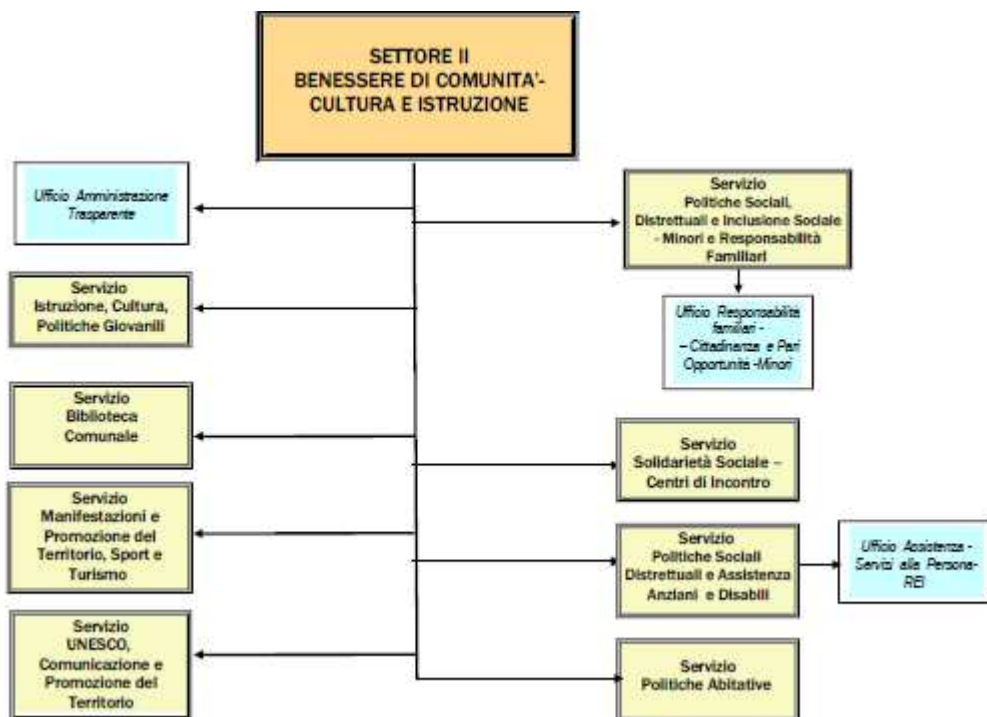 SETTORE II
BENESSERE DI COMUNITA'-
CULTURA E ISTRUZIONE
Ufficio Amministrazione
Trasparente
Servizio
Istruzione, Cultura,
Politiche Giovanili
Servizio
Biblioteca
Comunale
Servizio
Manifestazioni e
Promozione del
Territorio, Sport e
Turismo
Servizio
UNESCO,
Comunicazione e
Promozione del
Territorio
Servizio
Politiche Sociali,
Distrettuali e Inclusione Sociale
- Minori e Responsabilità
Familiari
Ufficio Responsabilità
familiari -
– Cittadinanza e Pari
Opportunità -Minori
Servizio
Solidarietà Sociale –
Centri di Incontro
Servizio
Politiche Sociali
Distrettuali e Assistenza
Anziani e Disabili
Ufficio Assistenza -
Servizi alla Persona-
REI
Servizio
Politiche Abitative